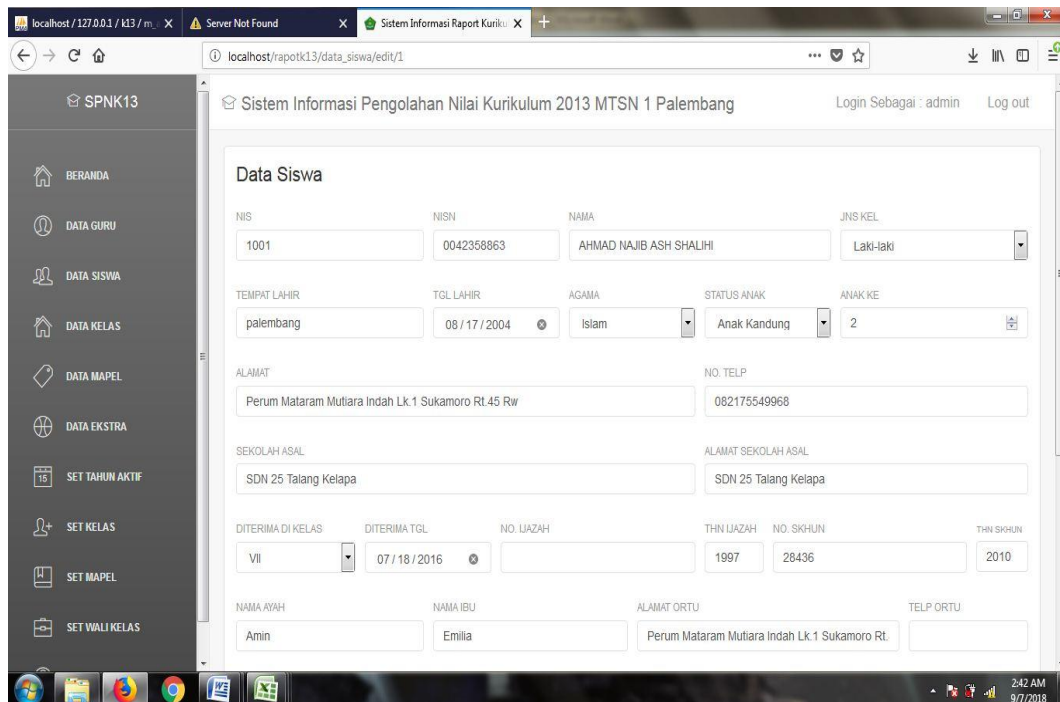 localhost / 127.0.0.1 / k13 / m_
Server Not Found
Sistem Informasi Raport Kuriku
localhost/rapotk13/data_siswa/edit/1
SPNK13
Sistem Informasi Pengolahan Nilai Kurikulum 2013 MTSN 1 Palembang
Login Sebagai : admin
Log out
BERANDA
DATA GURU
DATA SISWA
DATA KELAS
DATA MAPEL
DATA EKSTRA
15
SET TAHUN AKTIF
SET KELAS
SET MAPEL
SET WALI KELAS
Data Siswa
NIS NISN NAMA JNS KEL
1001 0042358863 AHMAD NAJIB ASH SHALIHI Laki-laki
TEMPAT LAHIR TGL LAHIR AGAMA STATUS ANAK ANAK KE
palembang 08/17/2004 Islam Anak Kandung 2
ALAMAT NO. TELP
Perum Mataram Mutiara Indah Lk.1 Sukamoro Rt.45 Rw 082175549968
SEKOLAH ASAL ALAMAT SEKOLAH ASAL
SDN 25 Talang Kelapa SDN 25 Talang Kelapa
DITERIMA DI KELAS DITERIMA TGL NO. IJAZAH THN IJAZAH NO. SKHUN THN SKHUN
VII 07/18/2016 1997 28436 2010
NAMA AYAH NAMA IBU ALAMAT ORTU TELP ORTU
Amin Emilia Perum Mataram Mutiara Indah Lk.1 Sukamoro Rt.
2:42 AM
9/7/2018